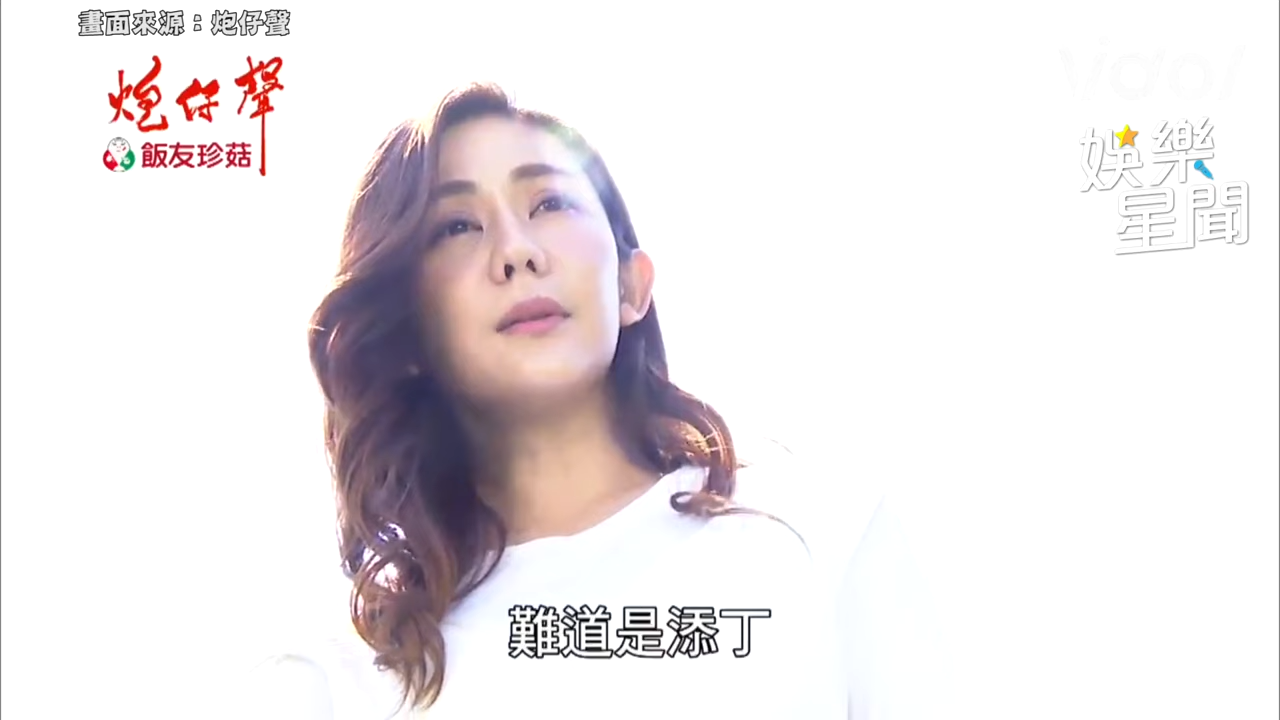 畫面來源：炮仔聲
炮仔聲
飯友珍菇
娛樂
星聞
難道是添丁